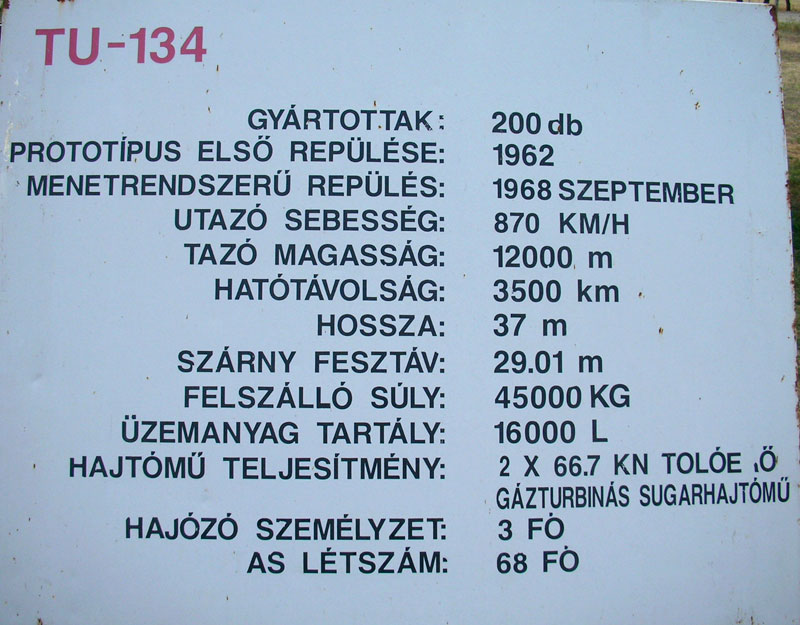 TU-134
GYÁRTOTTAK: 200 db
PROTOTÍPUS ELSŐ REPÜLÉSE: 1962
MENETRENDSZERŰ REPÜLÉS: 1968 SZEPTEMBER
UTAZÓ SEBESSÉG: 870 KM/H
TAZÓ MAGASSÁG: 12000 m
HATÓTÁVOLSÁG: 3500 km
HOSSZA: 37 m
SZÁRNY FESZTÁV: 29.01 m
FELSZÁLLÓ SÚLY: 45000 KG
ÜZEMANYAG TARTÁLY: 16000 L
HAJTÓMŰ TELJESÍTMÉNY: 2 X 66.7 KN TOLÓE Ő
GÁZTURBINÁS SUGARHAJTÓMŰ
HAJÓZÓ SZEMÉLYZET: 3 FŐ
AS LÉTSZÁM: 68 FŐ